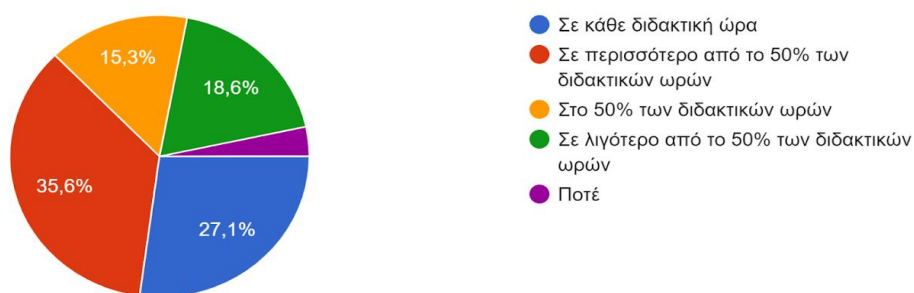 15,3%
18,6%
35,6%
27,1%
Σε κάθε διδακτική ώρα
Σε περισσότερο από το 50% των
διδακτικών ωρών
Στο 50% των διδακτικών ωρών
Σε λιγότερο από το 50% των διδακτικών
ωρών
Ποτέ